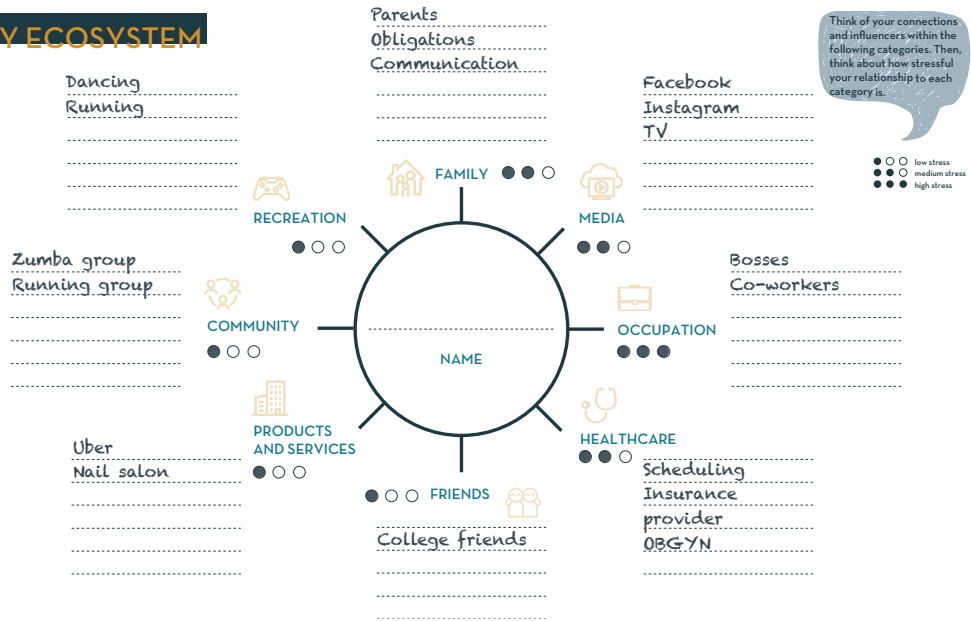 Y ECOSYSTEM
Parents
Obligations
Communication
Think of your connections
and influencers within the
following categories. Then,
think about how stressful
your relationship to each
category is.
low stress
medium stress
high stress
Dancing
Running
Facebook
Instagram
TV
FAMILY
RECREATION
MEDIA
Zumba group
Running group
Bosses
Co-workers
COMMUNITY
OCCUPATION
NAME
PRODUCTS
AND SERVICES
HEALTHCARE
Uber
Nail salon
Scheduling
Insurance
provider
OBGYN
FRIENDS
College friends